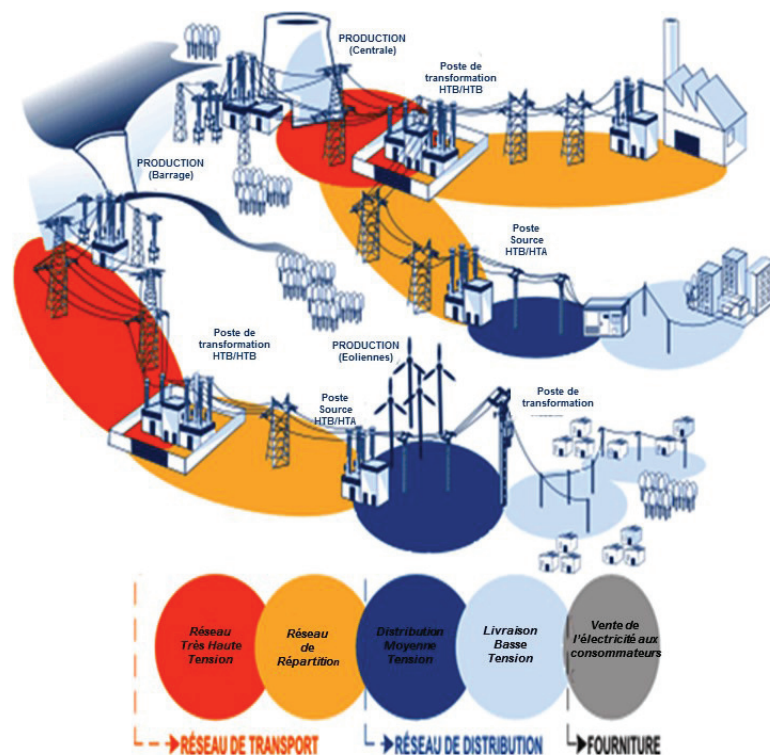 PRODUCTION
(Centrale)
Poste de
transformation
HTB/HTB
PRODUCTION
(Barrage)
Poste
Source
HTB/HTA
Poste de
transformation
HTB/HTB
PRODUCTION
(Eoliennes)
Poste
Source
HTB/HTA
Poste de
transformation
Réseau
Très Haute
Tension
Réseau
de
Répartition
Distribution
Moyenne
Tension
Livraison
Basse
Tension
Vente de
l'électricité aux
consommateurs
RÉSEAU DE TRANSPORT
RÉSEAU DE DISTRIBUTION
FOURNITURE